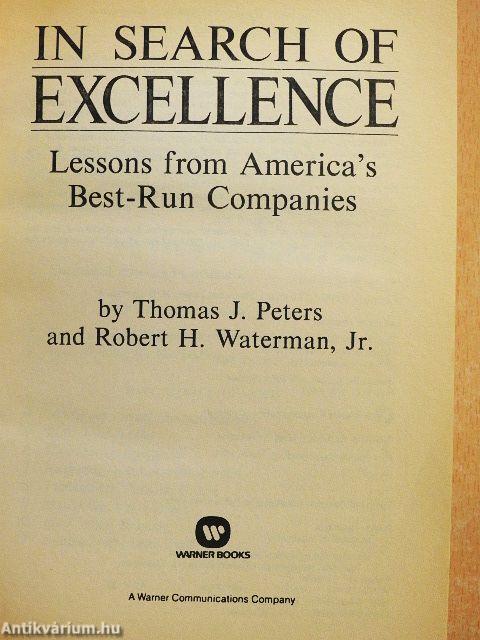 IN SEARCH OF
EXCELLENCE
Lessons from America's
Best-Run Companies
by Thomas J. Peters
and Robert H. Waterman, Jr.
WARNER BOOKS
A Warner Communications Company
Antikvárium.hu